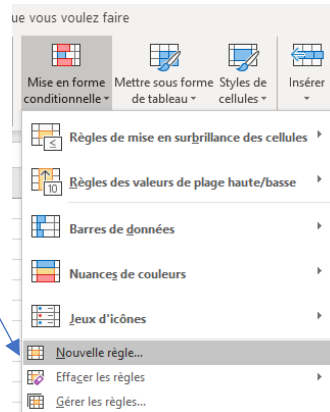 ue vous voulez faire
Mise en forme conditionnelle
Mettre sous forme de tableau
Styles de cellules
Insérer
≤
Règles de mise en surbrillance des cellules
10
Règles des valeurs de plage haute/basse
Barres de données
Nuances de couleurs
Jeux d'icônes
Nouvelle règle...
Effacer les règles
Gérer les règles...